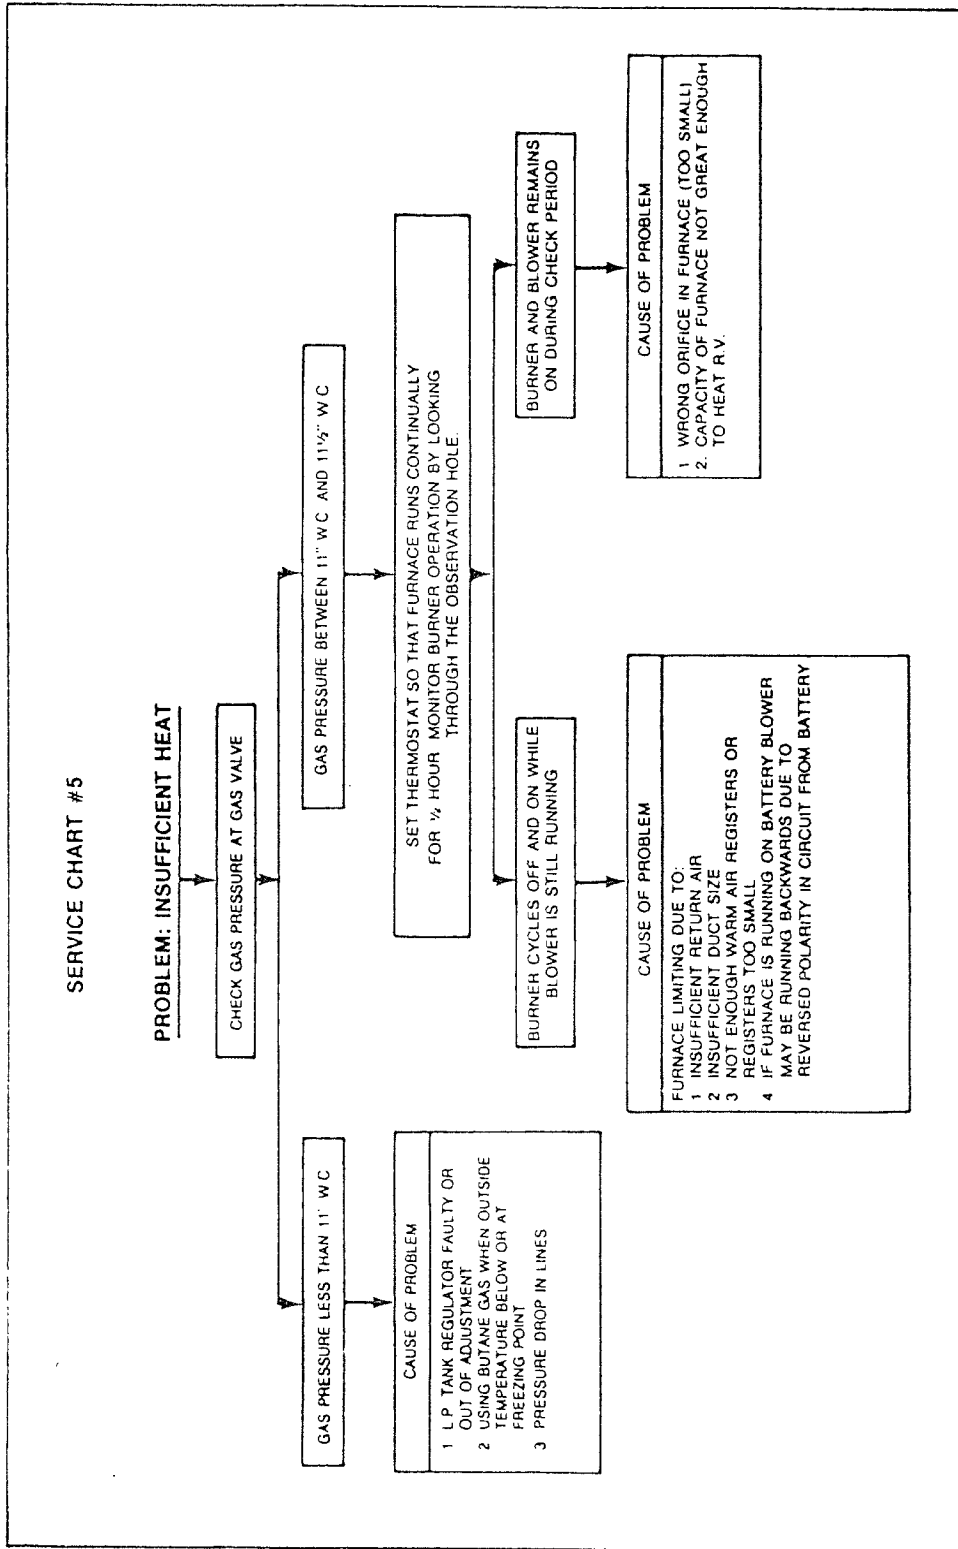 SERVICE CHART #5
PROBLEM: INSUFFICIENT HEAT
CHECK GAS PRESSURE AT GAS VALVE
GAS PRESSURE LESS THAN 11" WC
CAUSE OF PROBLEM
1 L P TANK REGULATOR FAULTY OR
OUT OF ADJUSTMENT
2 USING BUTANE GAS WHEN OUTSIDE
TEMPERATURE BELOW OR AT
FREEZING POINT
3 PRESSURE DROP IN LINES
GAS PRESSURE BETWEEN 11" WC AND 11½" WC
SET THERMOSTAT SO THAT FURNACE RUNS CONTINUALLY
FOR ½ HOUR MONITOR BURNER OPERATION BY LOOKING
THROUGH THE OBSERVATION HOLE.
BURNER CYCLES OFF AND ON WHILE
BLOWER IS STILL RUNNING
CAUSE OF PROBLEM
FURNACE LIMITING DUE TO:
1 INSUFFICIENT RETURN AIR
2 INSUFFICIENT DUCT SIZE
3 NOT ENOUGH WARM AIR REGISTERS OR
REGISTERS TOO SMALL
4 IF FURNACE IS RUNNING ON BATTERY BLOWER
MAY BE RUNNING BACKWARDS DUE TO
REVERSED POLARITY IN CIRCUIT FROM BATTERY
BURNER AND BLOWER REMAINS
ON DURING CHECK PERIOD
CAUSE OF PROBLEM
1 WRONG ORIFICE IN FURNACE (TOO SMALL)
2. CAPACITY OF FURNACE NOT GREAT ENOUGH
TO HEAT R.V.